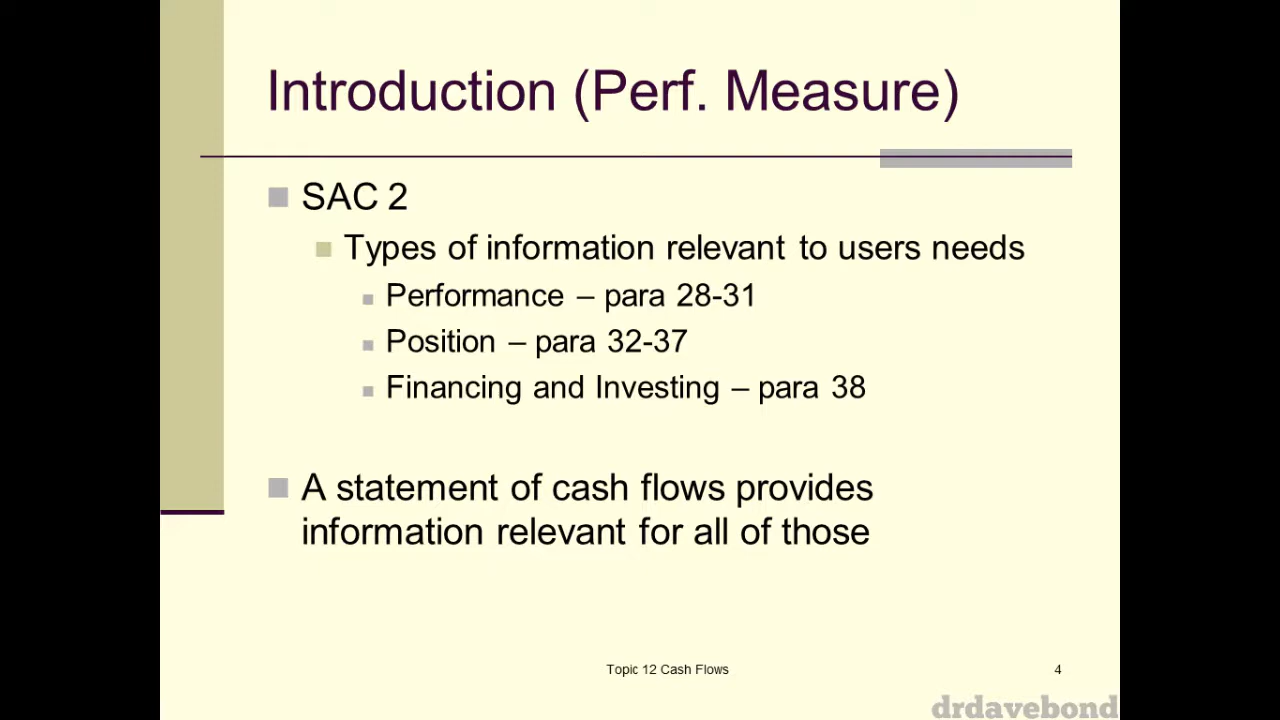 Introduction (Perf. Measure)
SAC 2
Types of information relevant to users needs
Performance – para 28-31
Position – para 32-37
Financing and Investing – para 38
A statement of cash flows provides
information relevant for all of those
Topic 12 Cash Flows
4
drdavebond